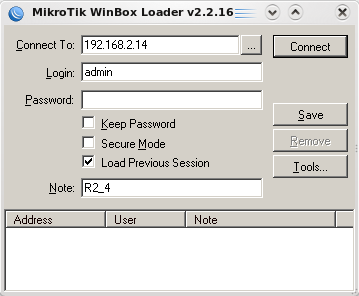 MikroTik WinBox Loader v2.2.16
Connect To: 192.168.2.14 ... Connect
Login: admin
Password:
Keep Password
Save
Secure Mode
Remove
Load Previous Session
Tools...
Note: R2_4
Address User Note